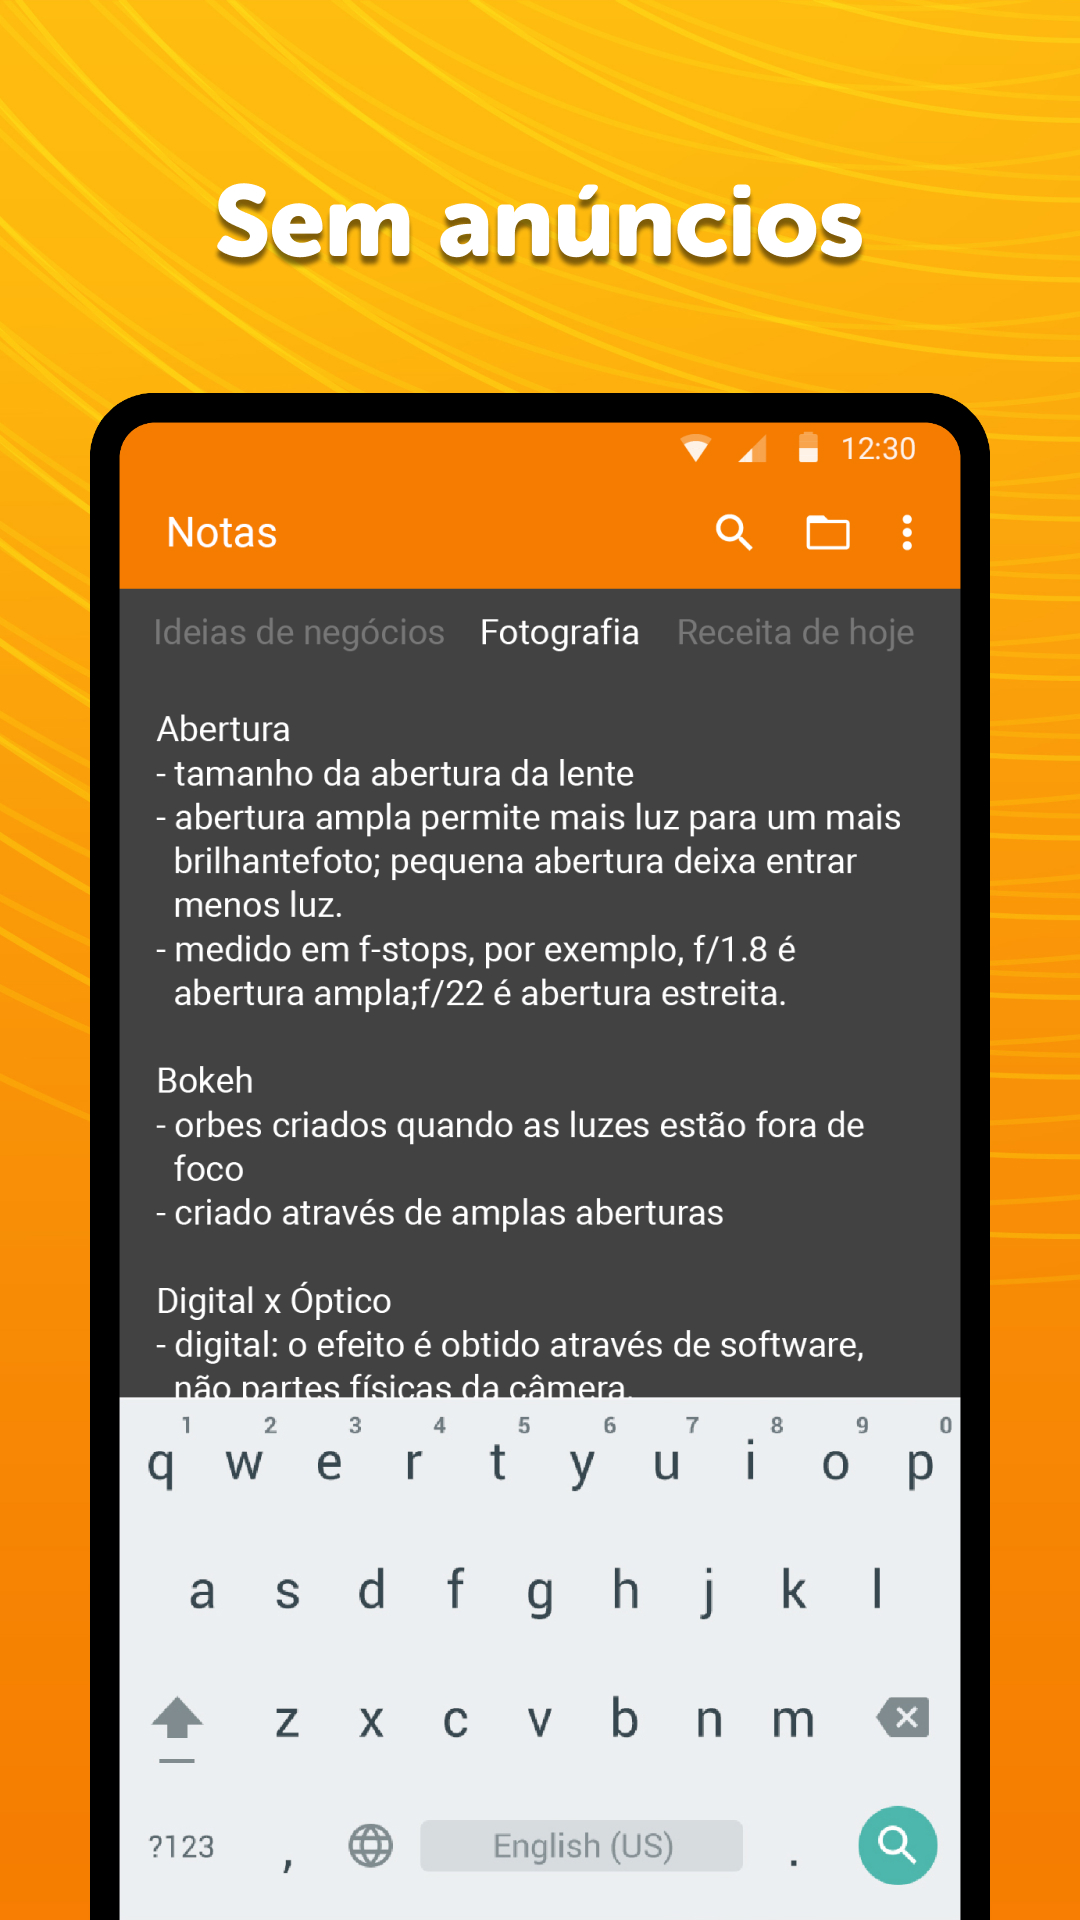 Sem anúncios
12:30
Notas
Ideias de negócios Fotografia Receita de hoje
Abertura
- tamanho da abertura da lente
- abertura ampla permite mais luz para um mais
brilhantefoto; pequena abertura deixa entrar
menos luz.
- medido em f-stops, por exemplo, f/1.8 é
abertura ampla;f/22 é abertura estreita.
Bokeh
- orbes criados quando as luzes estão fora de
foco
- criado através de amplas aberturas
Digital x Óptico
- digital: o efeito é obtido através de software,
não partes físicas da câmera.
1 2 3 4 5 6 7 8 9 0
q w e r t y u i o p
a s d f g h j k l
z x c v b n m
?123 , English (US) .